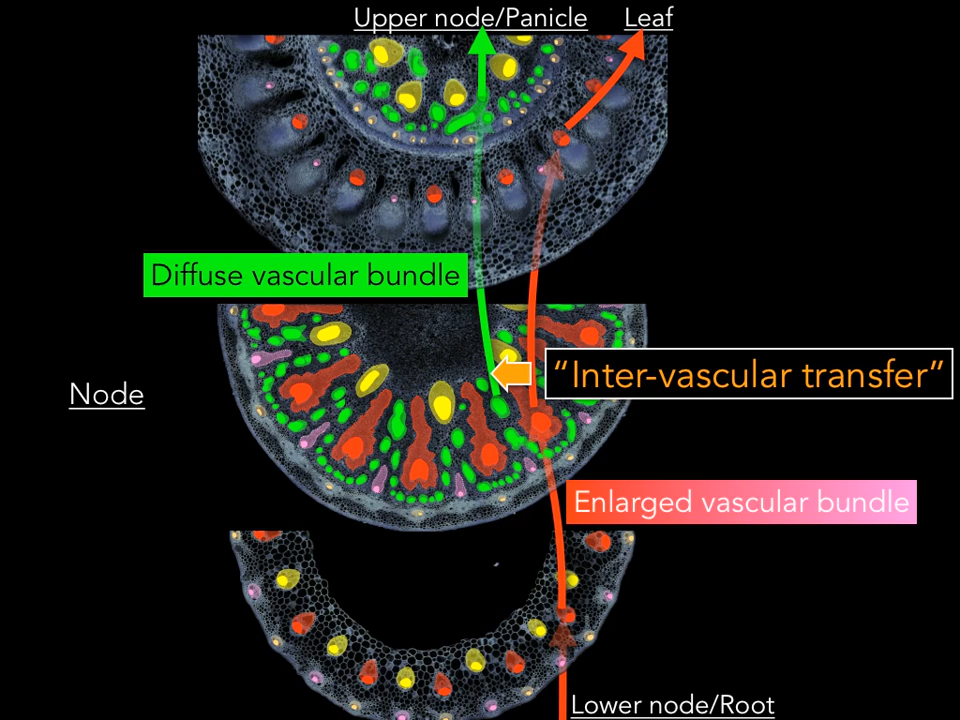 Upper node/Panicle
Leaf
Diffuse vascular bundle
“Inter-vascular transfer”
Node
Enlarged vascular bundle
Lower node/Root